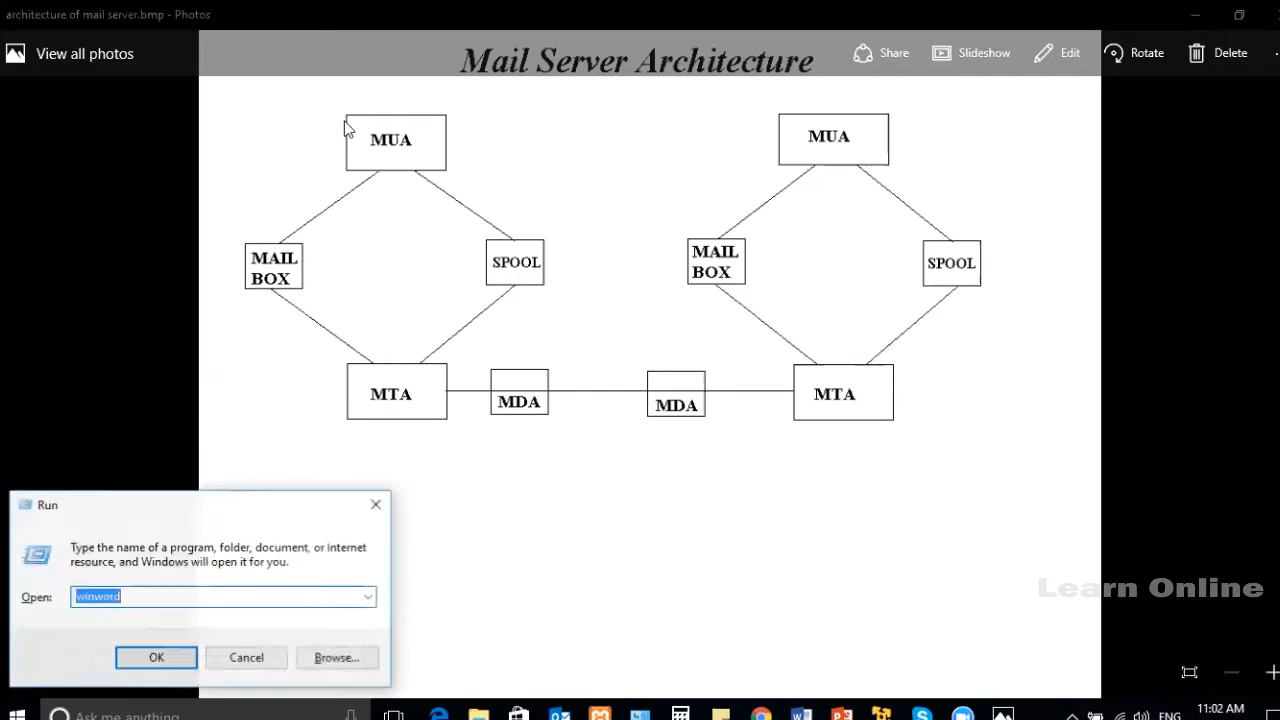 architecture of mail server.bmp - Photos
View all photos
Share
Slideshow
Edit
Rotate
Delete
Mail Server Architecture
MUA
MUA
MAIL
BOX
SPOOL
MAIL
BOX
SPOOL
MTA
MDA
MDA
MTA
Run
Type the name of a program, folder, document, or Internet
resource, and Windows will open it for you.
Open:
winword
OK
Cancel
Browse...
Learn Online
Ask me anything
ENG
11:02 AM